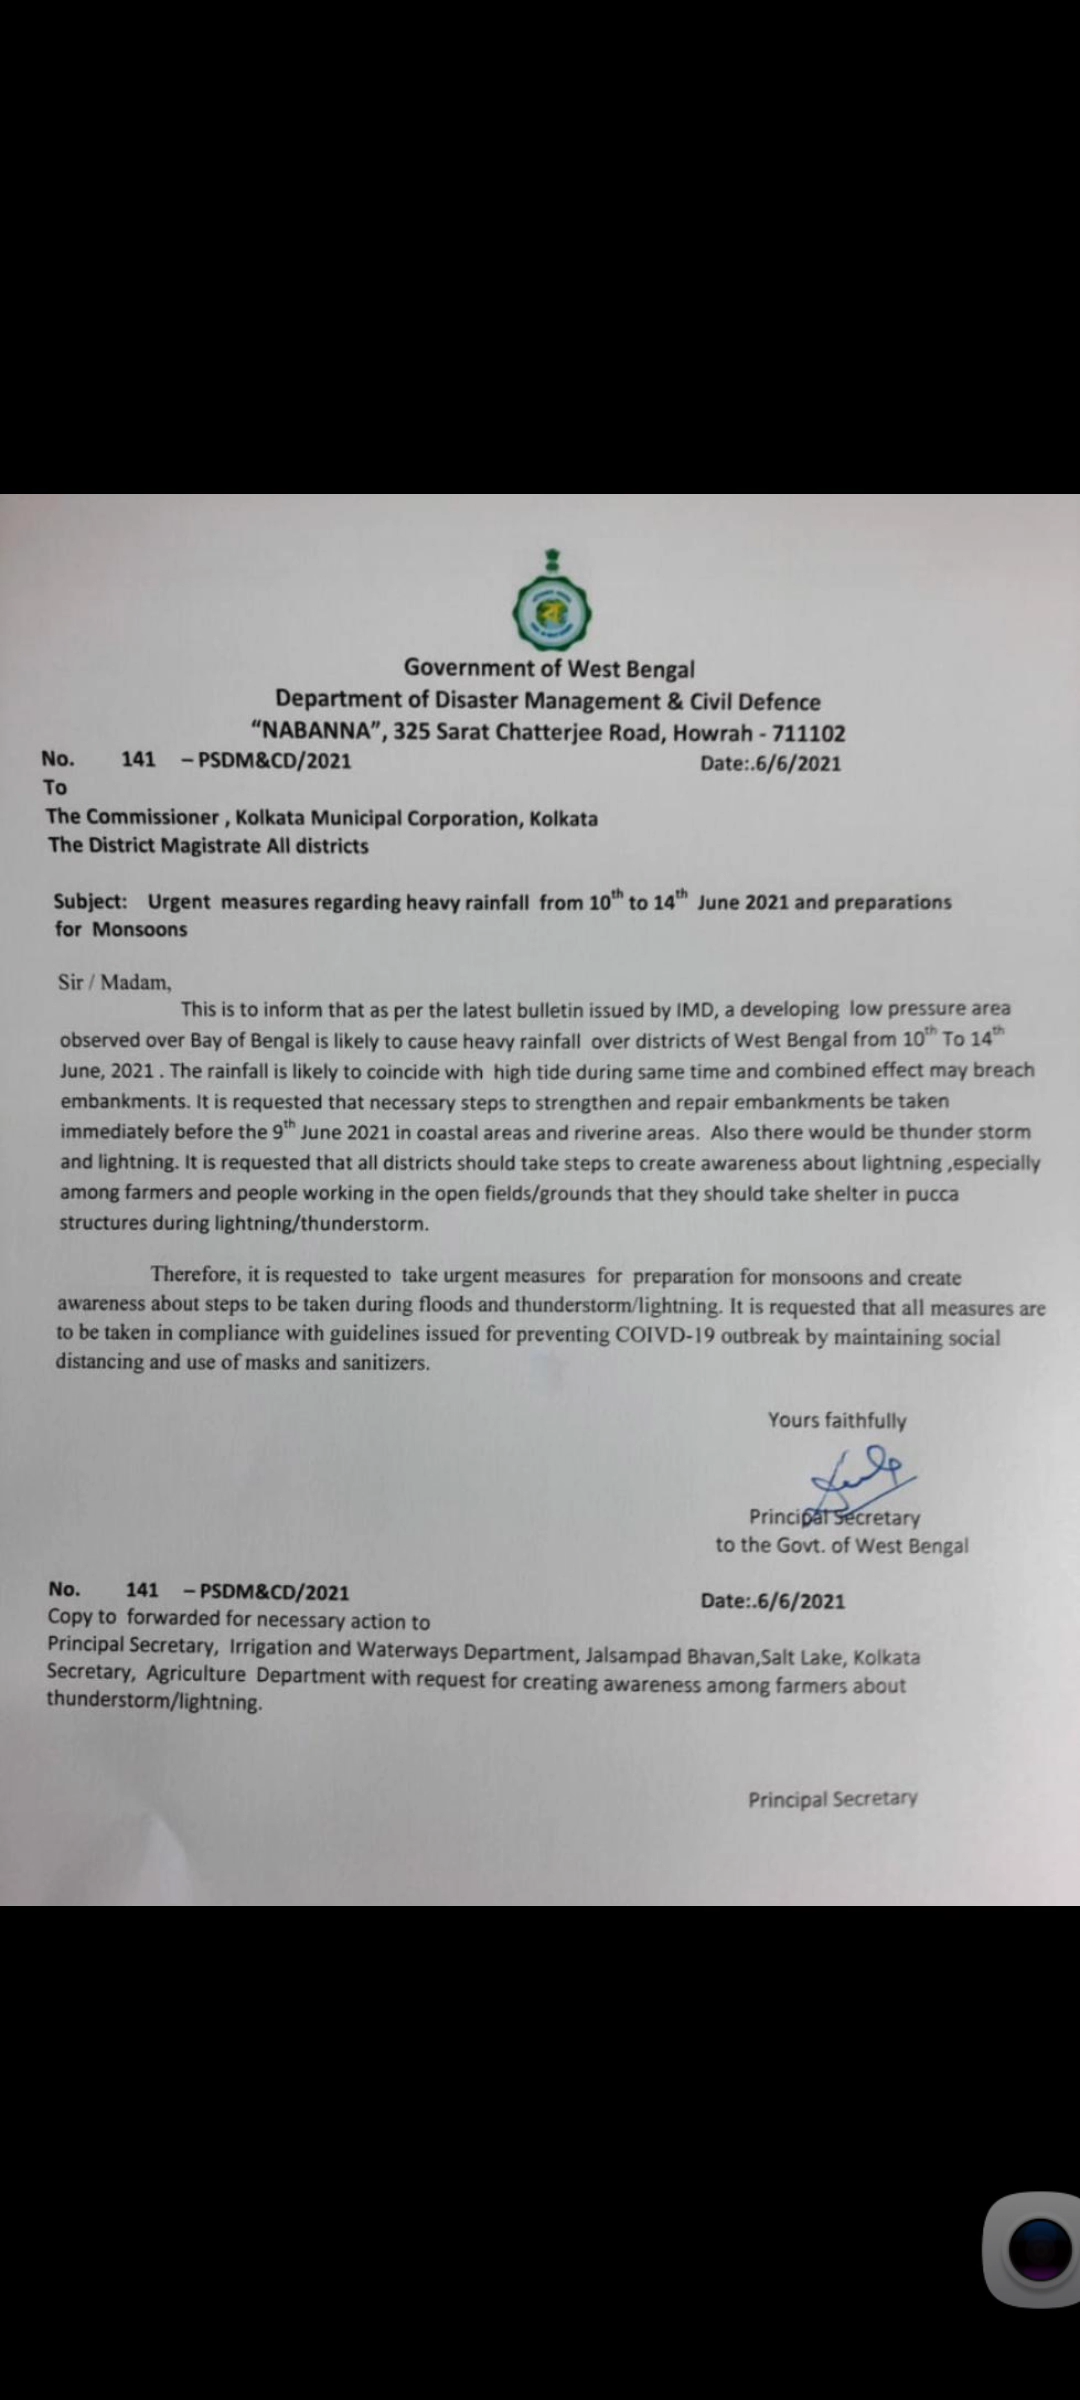 Government of West Bengal
Department of Disaster Management & Civil Defence
“NABANNA”, 325 Sarat Chatterjee Road, Howrah - 711102
No. 141 – PSDM&CD/2021 Date:.6/6/2021
To
The Commissioner , Kolkata Municipal Corporation, Kolkata
The District Magistrate All districts
Subject: Urgent measures regarding heavy rainfall from 10th to 14th June 2021 and preparations
for Monsoons
Sir / Madam,
This is to inform that as per the latest bulletin issued by IMD, a developing low pressure area
observed over Bay of Bengal is likely to cause heavy rainfall over districts of West Bengal from 10th To 14th
June, 2021 . The rainfall is likely to coincide with high tide during same time and combined effect may breach
embankments. It is requested that necessary steps to strengthen and repair embankments be taken
immediately before the 9th June 2021 in coastal areas and riverine areas. Also there would be thunder storm
and lightning. It is requested that all districts should take steps to create awareness about lightning ,especially
among farmers and people working in the open fields/grounds that they should take shelter in pucca
structures during lightning/thunderstorm.
Therefore, it is requested to take urgent measures for preparation for monsoons and create
awareness about steps to be taken during floods and thunderstorm/lightning. It is requested that all measures are
to be taken in compliance with guidelines issued for preventing COIVD-19 outbreak by maintaining social
distancing and use of masks and sanitizers.
Yours faithfully
Principal Secretary
to the Govt. of West Bengal
No. 141 – PSDM&CD/2021 Date:.6/6/2021
Copy to forwarded for necessary action to
Principal Secretary, Irrigation and Waterways Department, Jalsampad Bhavan,Salt Lake, Kolkata
Secretary, Agriculture Department with request for creating awareness among farmers about
thunderstorm/lightning.
Principal Secretary